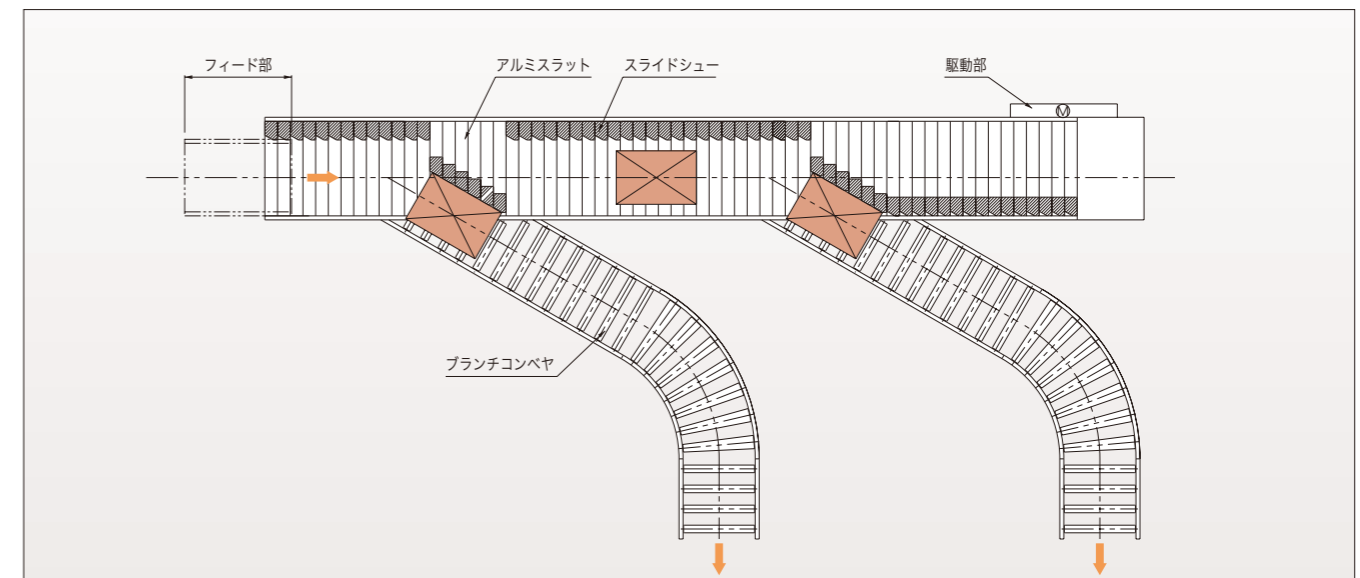 フィード部
アルミスラット
スライドシュー
駆動部
M
ブランチコンベヤ